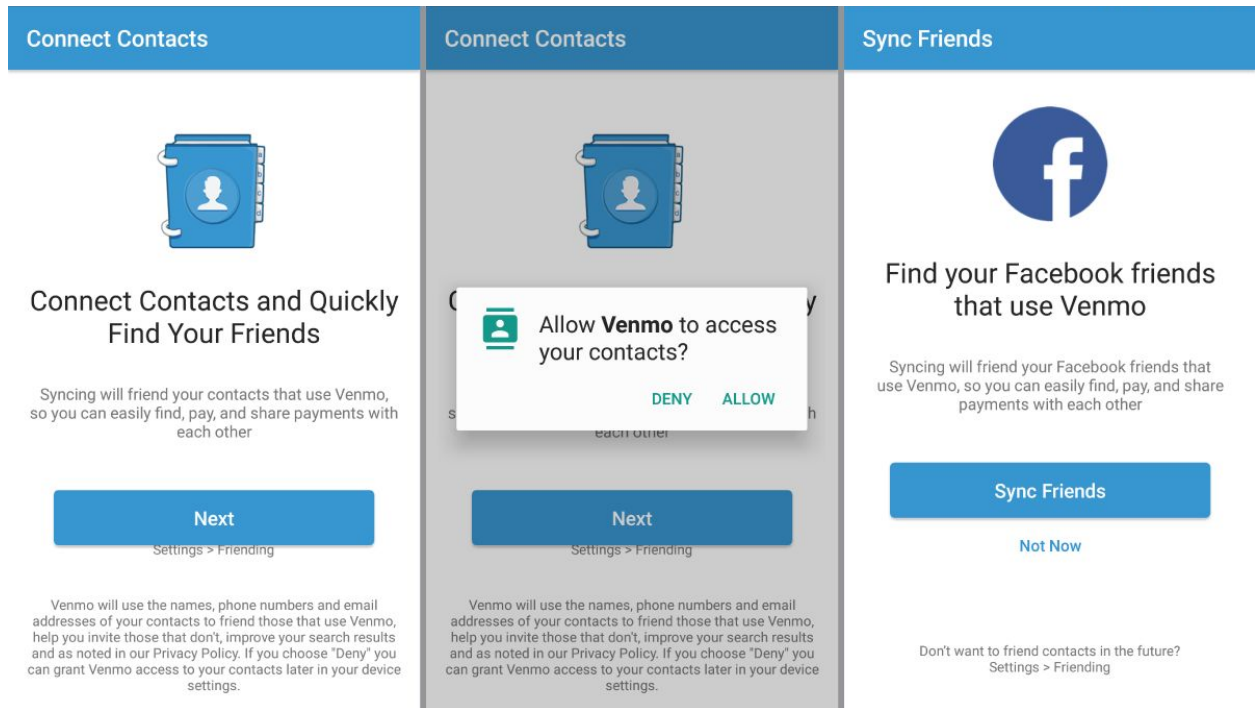 Connect Contacts
Connect Contacts and Quickly
Find Your Friends
Syncing will friend your contacts that use Venmo,
so you can easily find, pay, and share payments with
each other
Next
Settings > Friending
Venmo will use the names, phone numbers and email
addresses of your contacts to friend those that use Venmo,
help you invite those that don't, improve your search results
and as noted in our Privacy Policy. If you choose "Deny" you
can grant Venmo access to your contacts later in your device
settings.
Connect Contacts
Allow Venmo to access
your contacts?
DENY ALLOW
each other
Next
Settings > Friending
Venmo will use the names, phone numbers and email
addresses of your contacts to friend those that use Venmo,
help you invite those that don't, improve your search results
and as noted in our Privacy Policy. If you choose "Deny" you
can grant Venmo access to your contacts later in your device
settings.
Sync Friends
Find your Facebook friends
that use Venmo
Syncing will friend your Facebook friends that
use Venmo, so you can easily find, pay, and share
payments with each other
Sync Friends
Not Now
Don't want to friend contacts in the future?
Settings > Friending